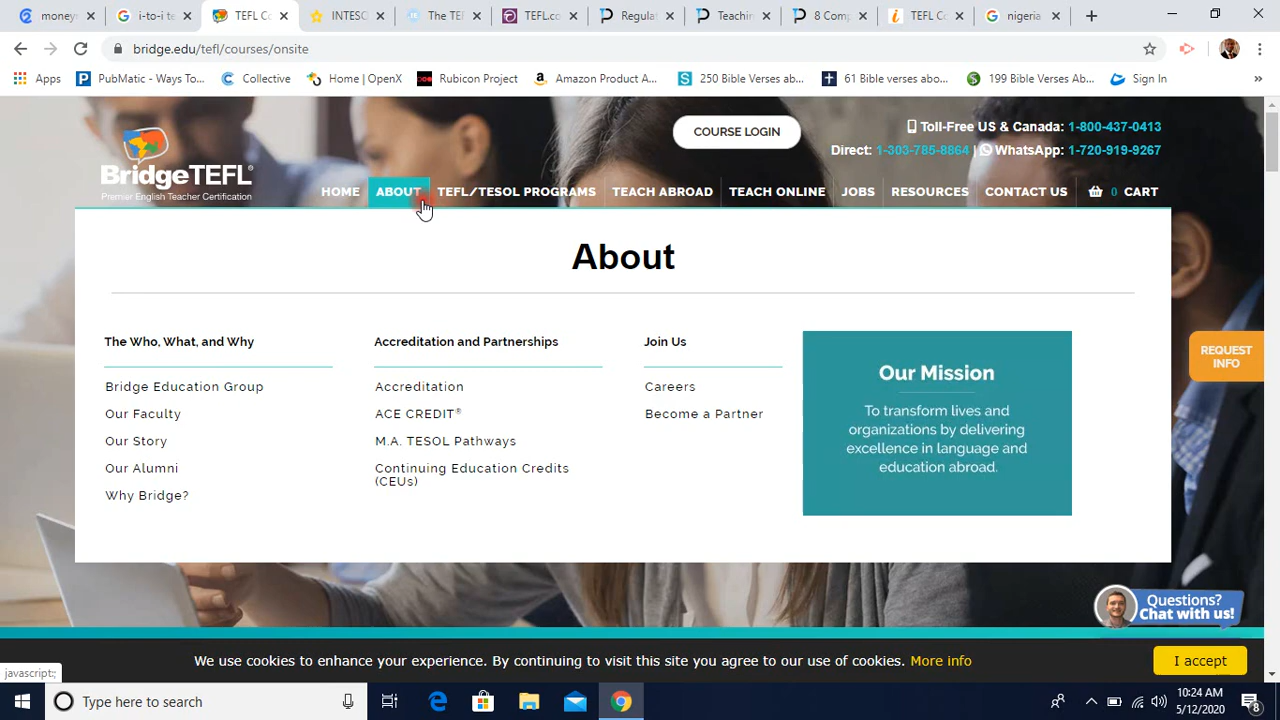 money
i-to-i te
TEFL Co
INTESC
The TEF
TEFL.co
Regulat
Teachin
8 Comp
TEFL Co
nigeria
bridge.edu/tefl/courses/onsite
Apps
PubMatic - Ways To...
Collective
Home | OpenX
Rubicon Project
Amazon Product A...
250 Bible Verses ab...
61 Bible verses abo...
199 Bible Verses Ab...
Sign In
»
COURSE LOGIN
Toll-Free US & Canada: 1-800-437-0413
Direct: 1-303-785-8864 | WhatsApp: 1-720-919-9267
BridgeTEFL
Premier English Teacher Certification
HOME
ABOUT
TEFL/TESOL PROGRAMS
TEACH ABROAD
TEACH ONLINE
JOBS
RESOURCES
CONTACT US
0 CART
About
The Who, What, and Why
Bridge Education Group
Our Faculty
Our Story
Our Alumni
Why Bridge?
Accreditation and Partnerships
Accreditation
ACE CREDIT®
M.A. TESOL Pathways
Continuing Education Credits
(CEUs)
Join Us
Careers
Become a Partner
Our Mission
To transform lives and
organizations by delivering
excellence in language and
education abroad.
REQUEST
INFO
Questions?
Chat with us!
We use cookies to enhance your experience. By continuing to visit this site you agree to our use of cookies. More info
I accept
javascript:;
Type here to search
10:24 AM
5/12/2020
8